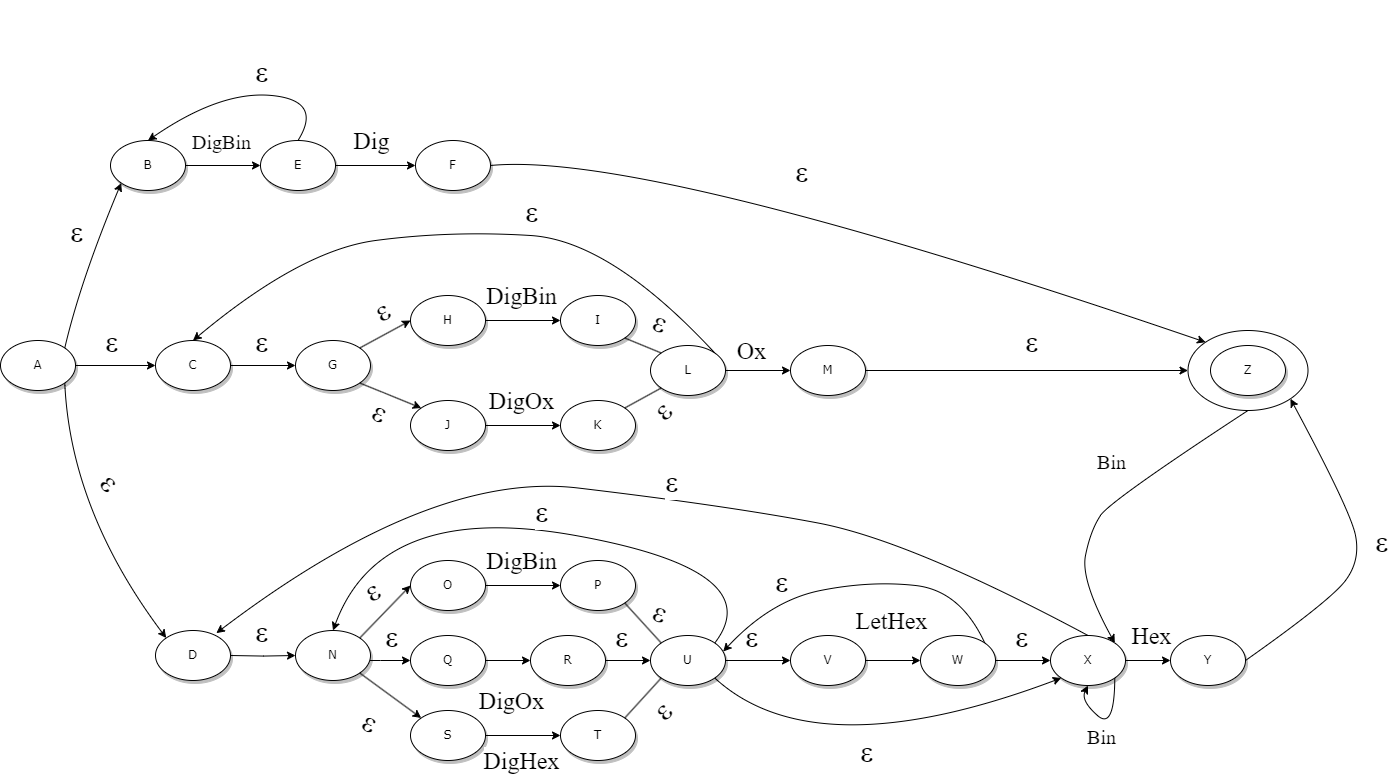 ε
DigBin
Dig
B
E
F
ε
ε
ε
DigBin
ε
ε
H
I
ε
ε
ε
Ox
ε
A
C
G
L
M
Z
ε
DigOx
ε
J
K
Bin
ε
ε
ε
ε
DigBin
ε
O
P
ε
ε
ε
LetHex
ε
ε
ε
ε
ε
Hex
D
N
Q
R
U
V
W
X
Y
DigOx
ε
ε
S
T
Bin
DigHex
ε